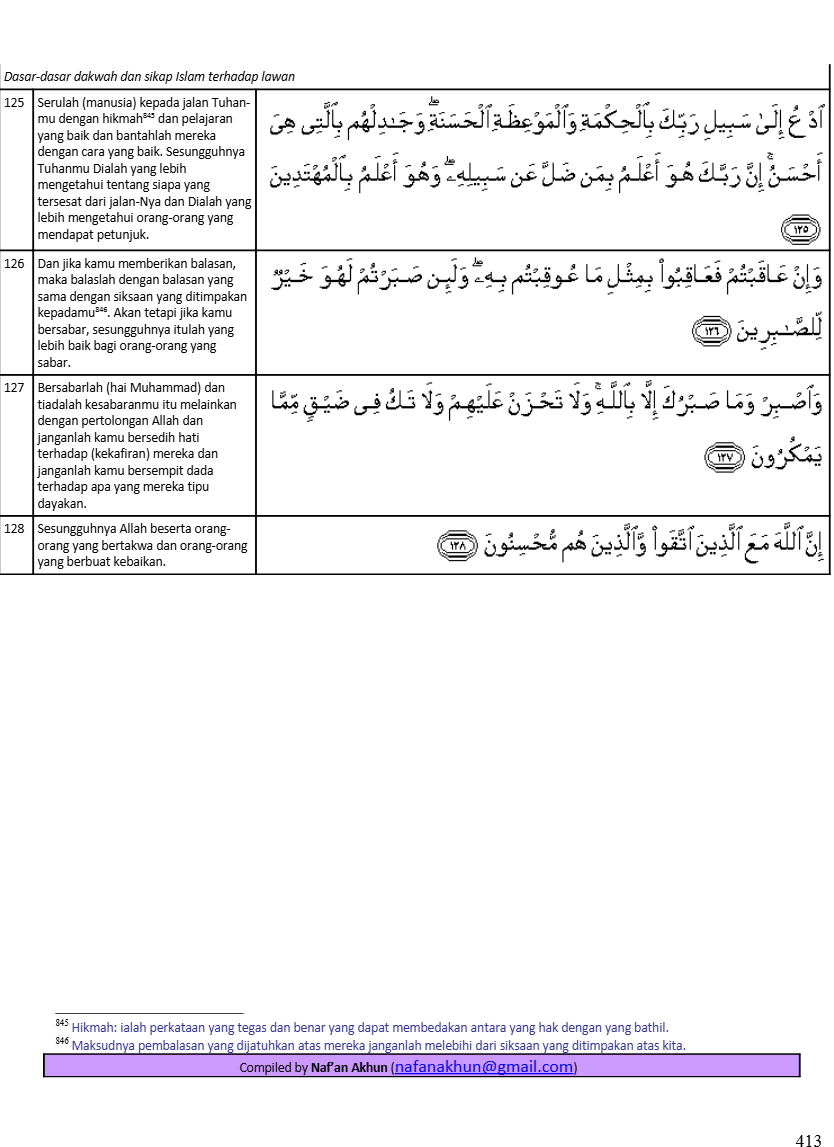 Dasar-dasar dakwah dan sikap Islam terhadap lawan
125
Serulah (manusia) kepada jalan Tuhan-
mu dengan hikmah⁸⁴⁵ dan pelajaran
yang baik dan bantahlah mereka
dengan cara yang baik. Sesungguhnya
Tuhanmu Dialah yang lebih
mengetahui tentang siapa yang
tersesat dari jalan-Nya dan Dialah yang
lebih mengetahui orang-orang yang
mendapat petunjuk.
ٱدْعُ إِلَىٰ سَبِيلِ رَبِّكَ بِٱلْحِكْمَةِ وَٱلْمَوْعِظَةِ ٱلْحَسَنَةِ ۖ وَجَـٰدِلْهُم بِٱلَّتِى هِىَ
أَحْسَنُ ۚ إِنَّ رَبَّكَ هُوَ أَعْلَمُ بِمَن ضَلَّ عَن سَبِيلِهِۦ ۖ وَهُوَ أَعْلَمُ بِٱلْمُهْتَدِينَ
١٢٥
126
Dan jika kamu memberikan balasan,
maka balaslah dengan balasan yang
sama dengan siksaan yang ditimpakan
kepadamu⁸⁴⁶. Akan tetapi jika kamu
bersabar, sesungguhnya itulah yang
lebih baik bagi orang-orang yang
sabar.
وَإِنْ عَاقَبْتُمْ فَعَاقِبُوا۟ بِمِثْلِ مَا عُوقِبْتُم بِهِۦ ۖ وَلَئِن صَبَرْتُمْ لَهُوَ خَيْرٌ
لِّلصَّـٰبِرِينَ ١٢٦
127
Bersabarlah (hai Muhammad) dan
tiadalah kesabaranmu itu melainkan
dengan pertolongan Allah dan
janganlah kamu bersedih hati
terhadap (kekafiran) mereka dan
janganlah kamu bersempit dada
terhadap apa yang mereka tipu
dayakan.
وَٱصْبِرْ وَمَا صَبْرُكَ إِلَّا بِٱللَّهِ ۚ وَلَا تَحْزَنْ عَلَيْهِمْ وَلَا تَكُ فِى ضَيْقٍ مِّمَّا
يَمْكُرُونَ ١٢٧
128
Sesungguhnya Allah beserta orang-
orang yang bertakwa dan orang-orang
yang berbuat kebaikan.
إِنَّ ٱللَّهَ مَعَ ٱلَّذِينَ ٱتَّقَوا۟ وَّٱلَّذِينَ هُم مُّحْسِنُونَ ١٢٨
⁸⁴⁵ Hikmah: ialah perkataan yang tegas dan benar yang dapat membedakan antara yang hak dengan yang bathil.
⁸⁴⁶ Maksudnya pembalasan yang dijatuhkan atas mereka janganlah melebihi dari siksaan yang ditimpakan atas kita.
Compiled by Naf'an Akhun (nafanakhun@gmail.com)
413